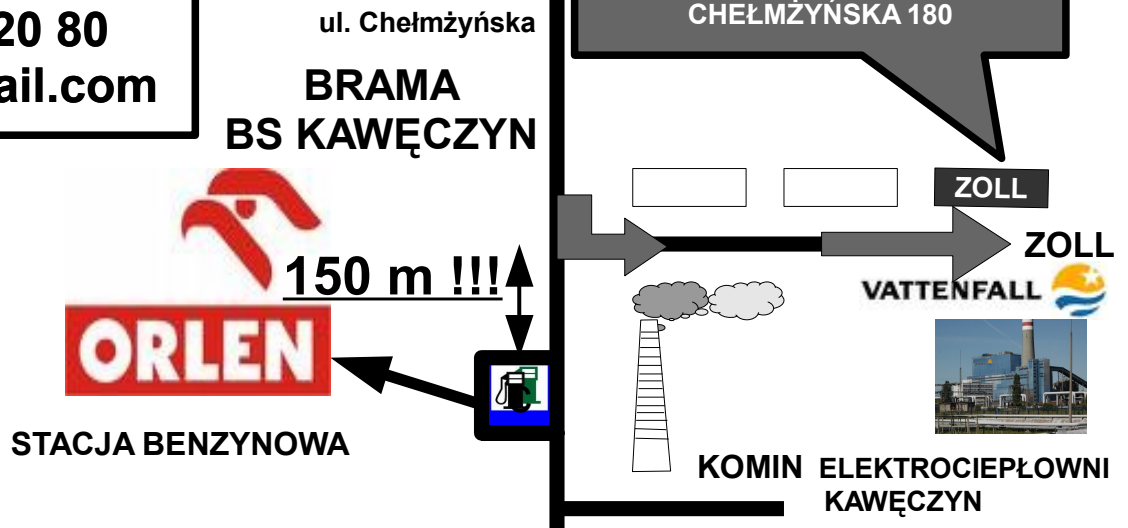 20 80
ail.com
ul. Chełmżyńska
CHEŁMŻYŃSKA 180
BRAMA
BS KAWĘCZYN
ZOLL
ZOLL
150 m !!!
VATTENFALL
ORLEN
STACJA BENZYNOWA
KOMIN ELEKTROCIEPŁOWNI
KAWĘCZYN